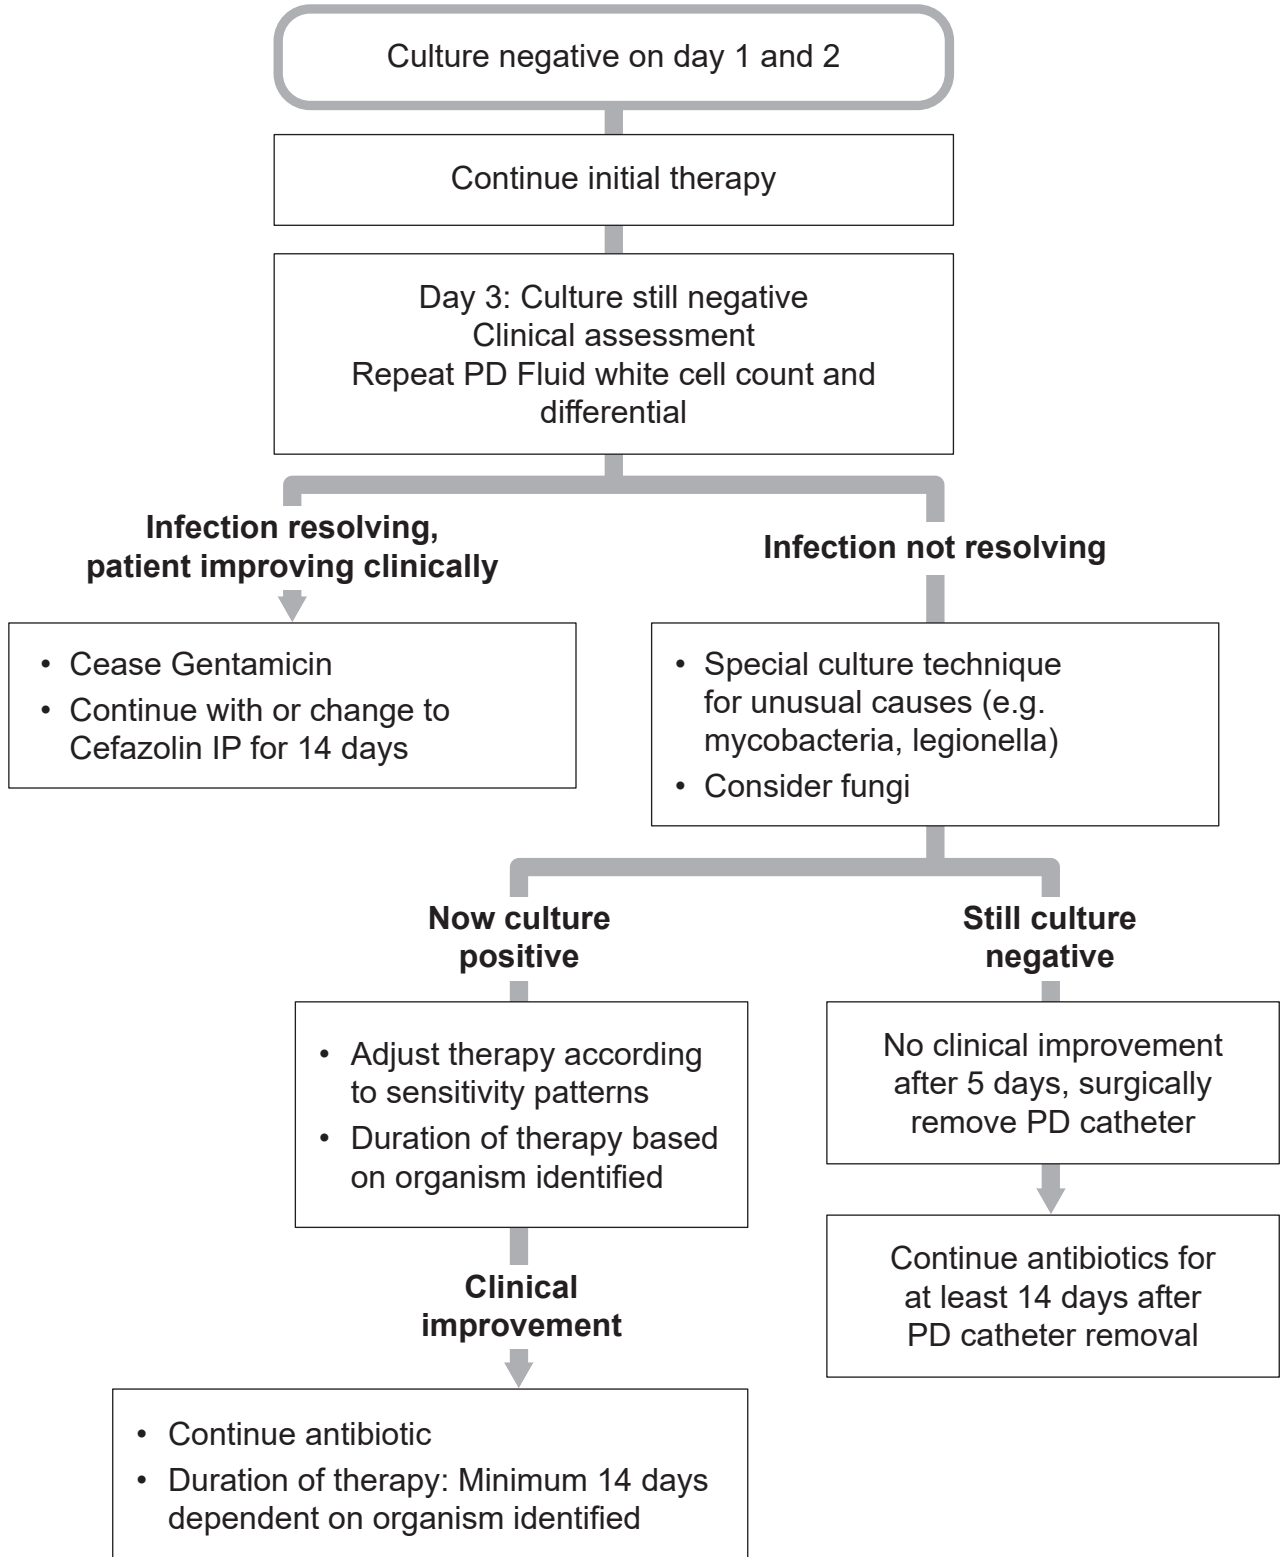 Culture negative on day 1 and 2
Continue initial therapy
Day 3: Culture still negative
Clinical assessment
Repeat PD Fluid white cell count and
differential
Infection resolving,
patient improving clinically
Infection not resolving
• Cease Gentamicin
• Continue with or change to
Cefazolin IP for 14 days
• Special culture technique
for unusual causes (e.g.
mycobacteria, legionella)
• Consider fungi
Now culture
positive
Still culture
negative
• Adjust therapy according
to sensitivity patterns
• Duration of therapy based
on organism identified
No clinical improvement
after 5 days, surgically
remove PD catheter
Continue antibiotics for
at least 14 days after
PD catheter removal
Clinical
improvement
• Continue antibiotic
• Duration of therapy: Minimum 14 days
dependent on organism identified